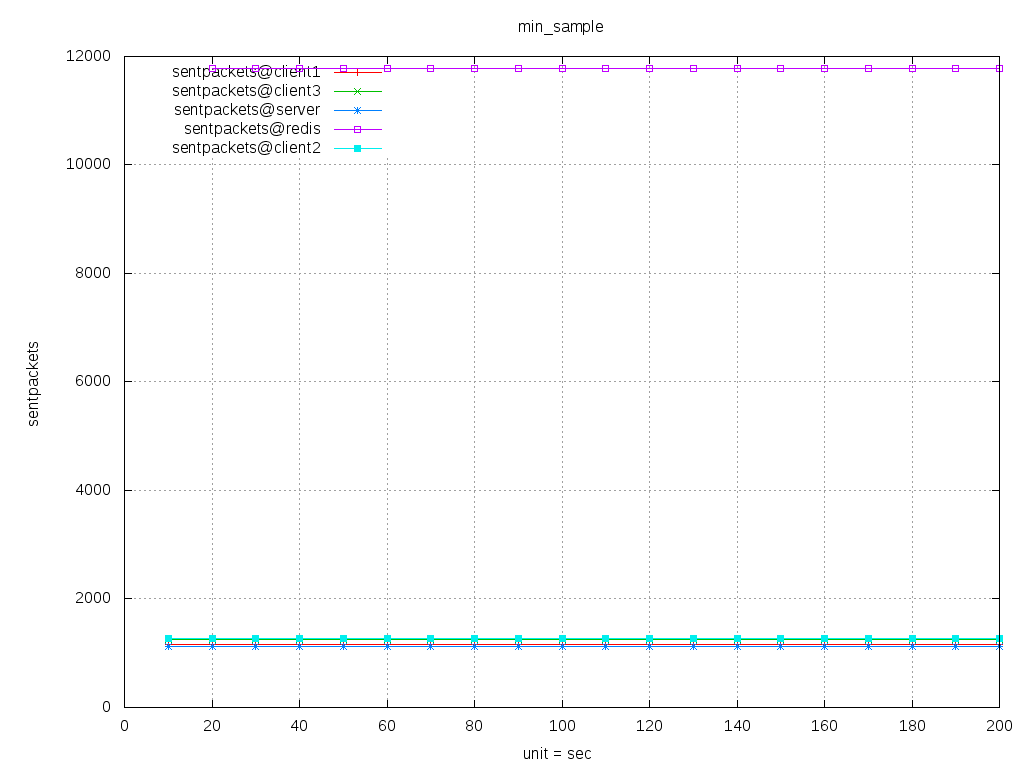 min_sample
12000
10000
8000
6000
4000
2000
0
sentpackets
sentpackets@client1
sentpackets@client3
sentpackets@server
sentpackets@redis
sentpackets@client2
0 20 40 60 80 100 120 140 160 180 200
unit = sec